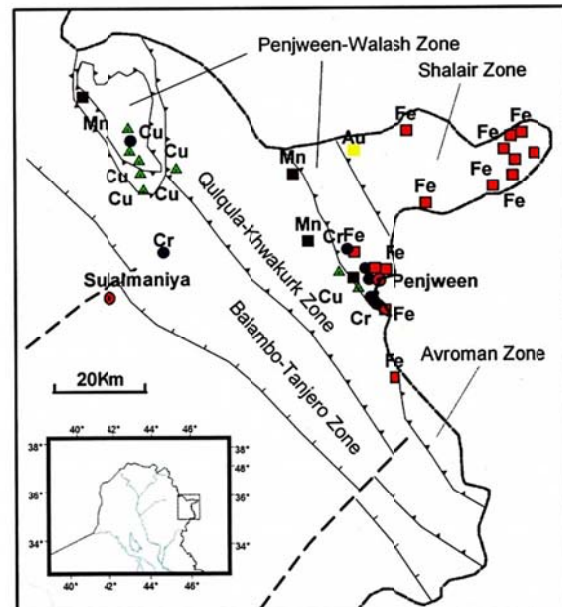 Penjween-Walash Zone
Shalair Zone
Fe
Fe
Fe
Mn
Cu
Au
Fe
Fe
Cu
Mn
Cu
Cu
Fe
Fe
Qulqula-Khwakurk Zone
Mn
Cr
Fe
Cr
Fe
Sulaimaniya
Penjween
Cu
Cr
Fe
Balambo-Tanjero Zone
Fe
Avroman Zone
20Km
40° 42° 44° 46°
38°
36°
34°
38°
48°
36°
34°
40° 42° 44° 46°